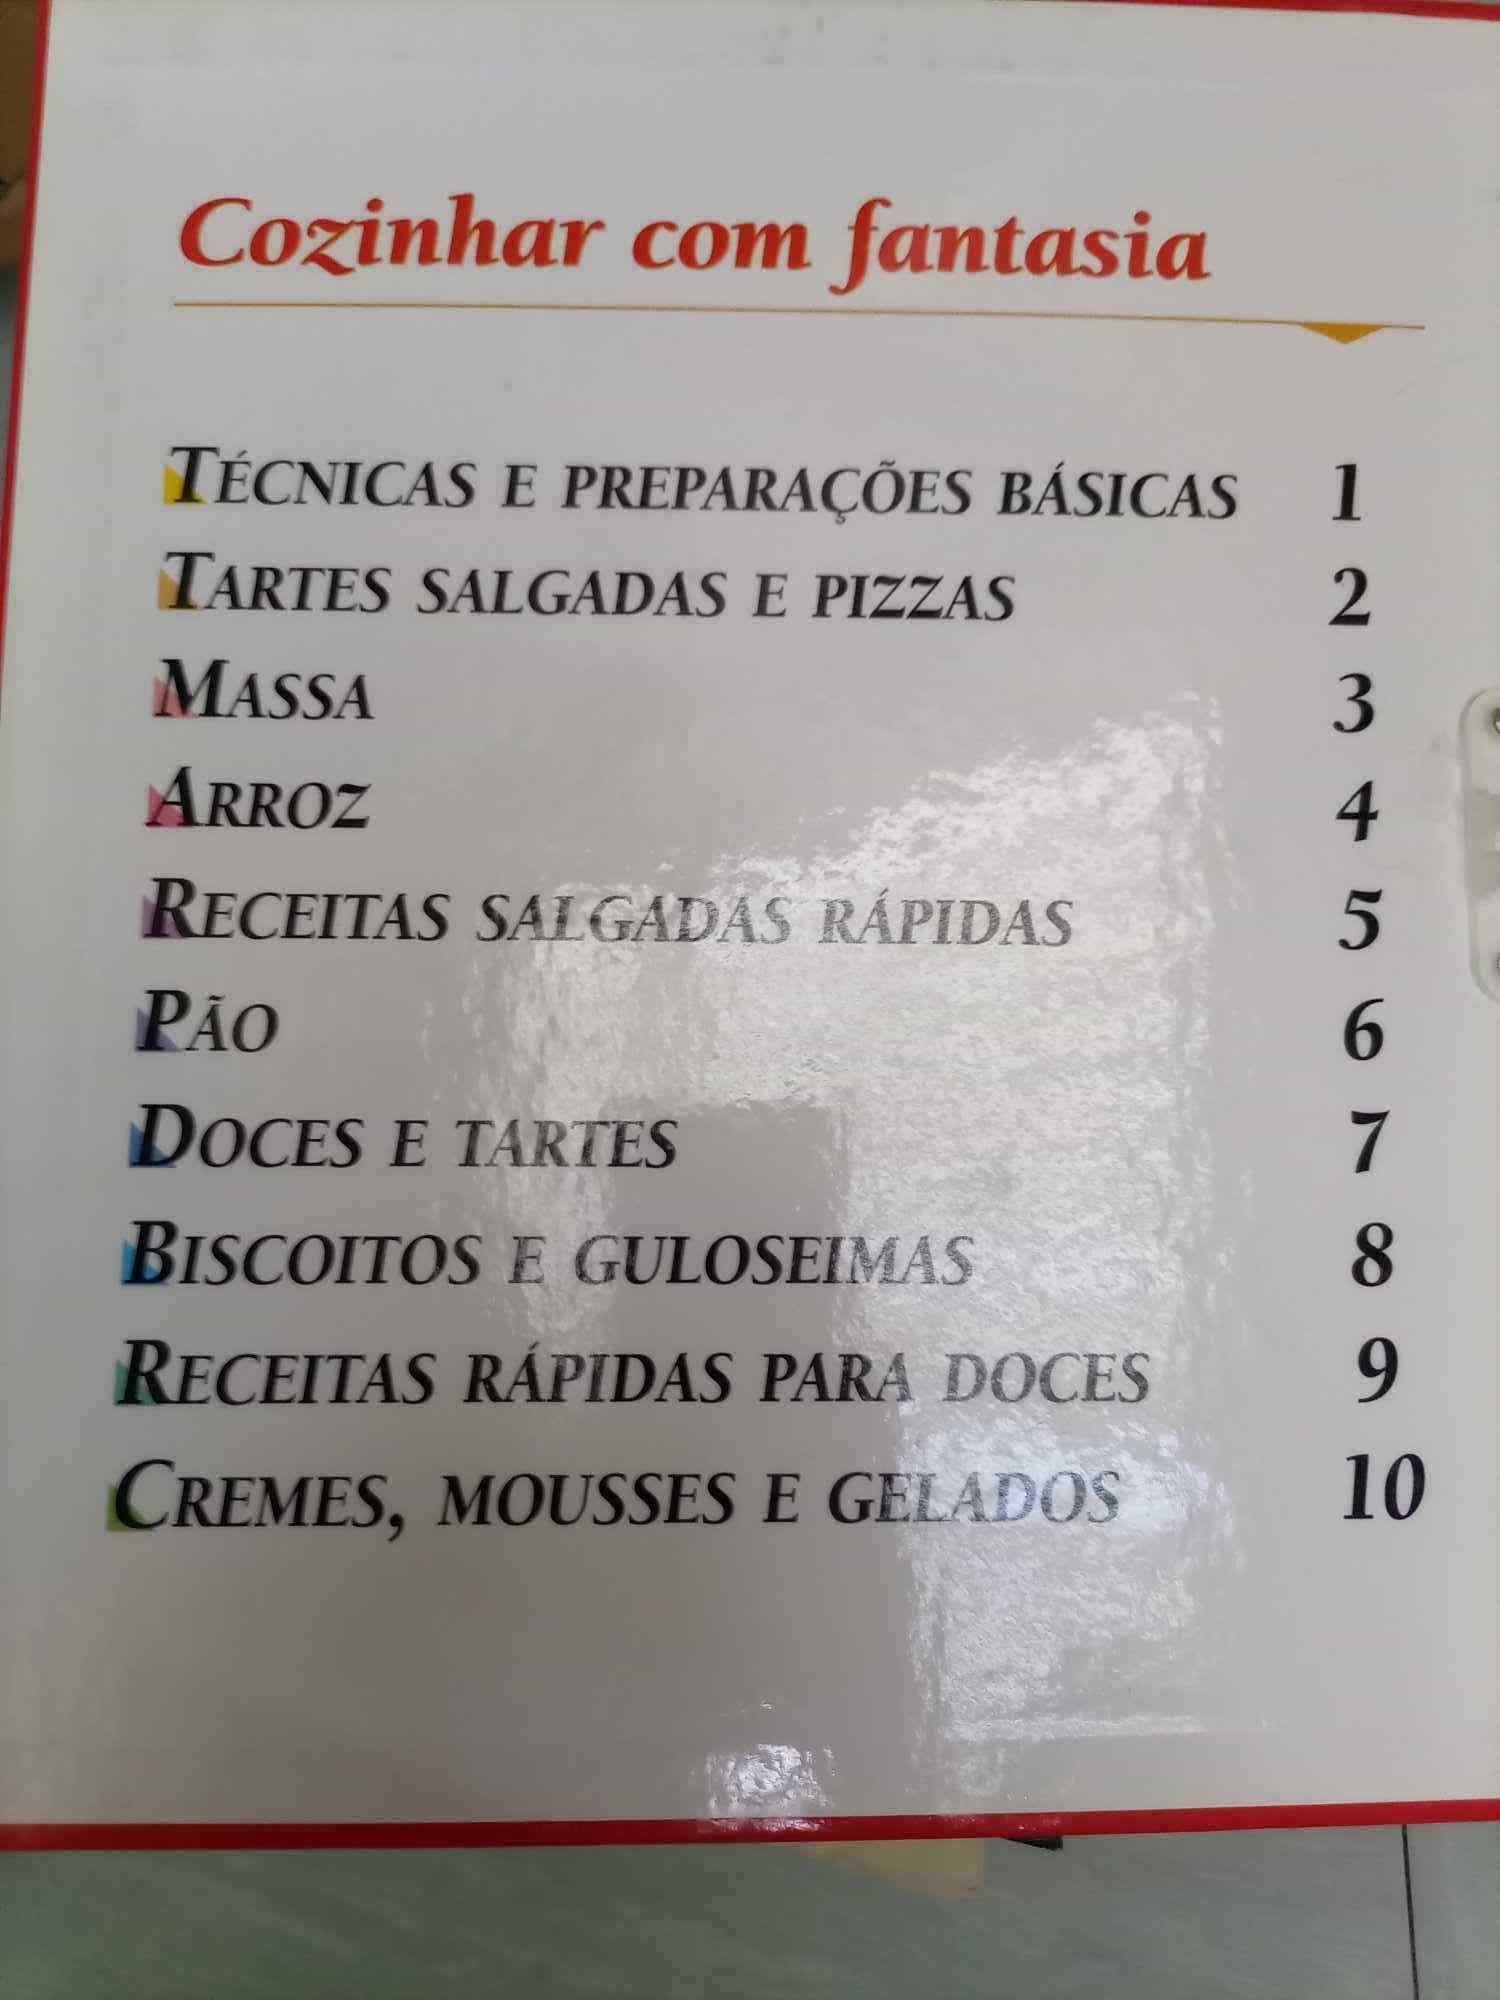 Cozinhar com fantasia
TÉCNICAS E PREPARAÇÕES BÁSICAS 1
TARTES SALGADAS E PIZZAS 2
MASSA 3
ARROZ 4
RECEITAS SALGADAS RÁPIDAS 5
PÃO 6
DOCES E TARTES 7
BISCOITOS E GULOSEIMAS 8
RECEITAS RÁPIDAS PARA DOCES 9
CREMES, MOUSSES E GELADOS 10